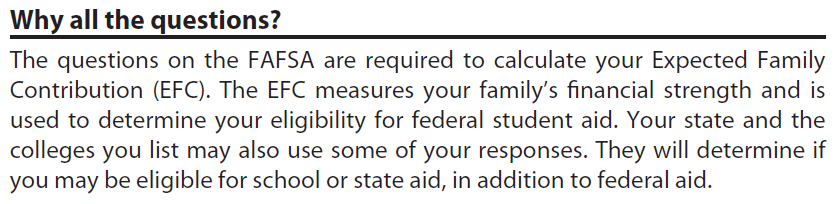 Why all the questions?
The questions on the FAFSA are required to calculate your Expected Family
Contribution (EFC). The EFC measures your family’s financial strength and is
used to determine your eligibility for federal student aid. Your state and the
colleges you list may also use some of your responses. They will determine if
you may be eligible for school or state aid, in addition to federal aid.